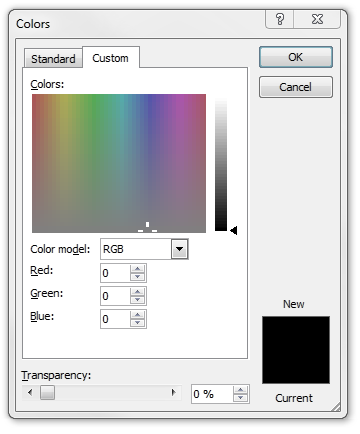 Colors
Standard
Custom
OK
Cancel
Colors:
Color model: RGB
Red: 0
Green: 0
Blue: 0
New
Current
Transparency:
0 %